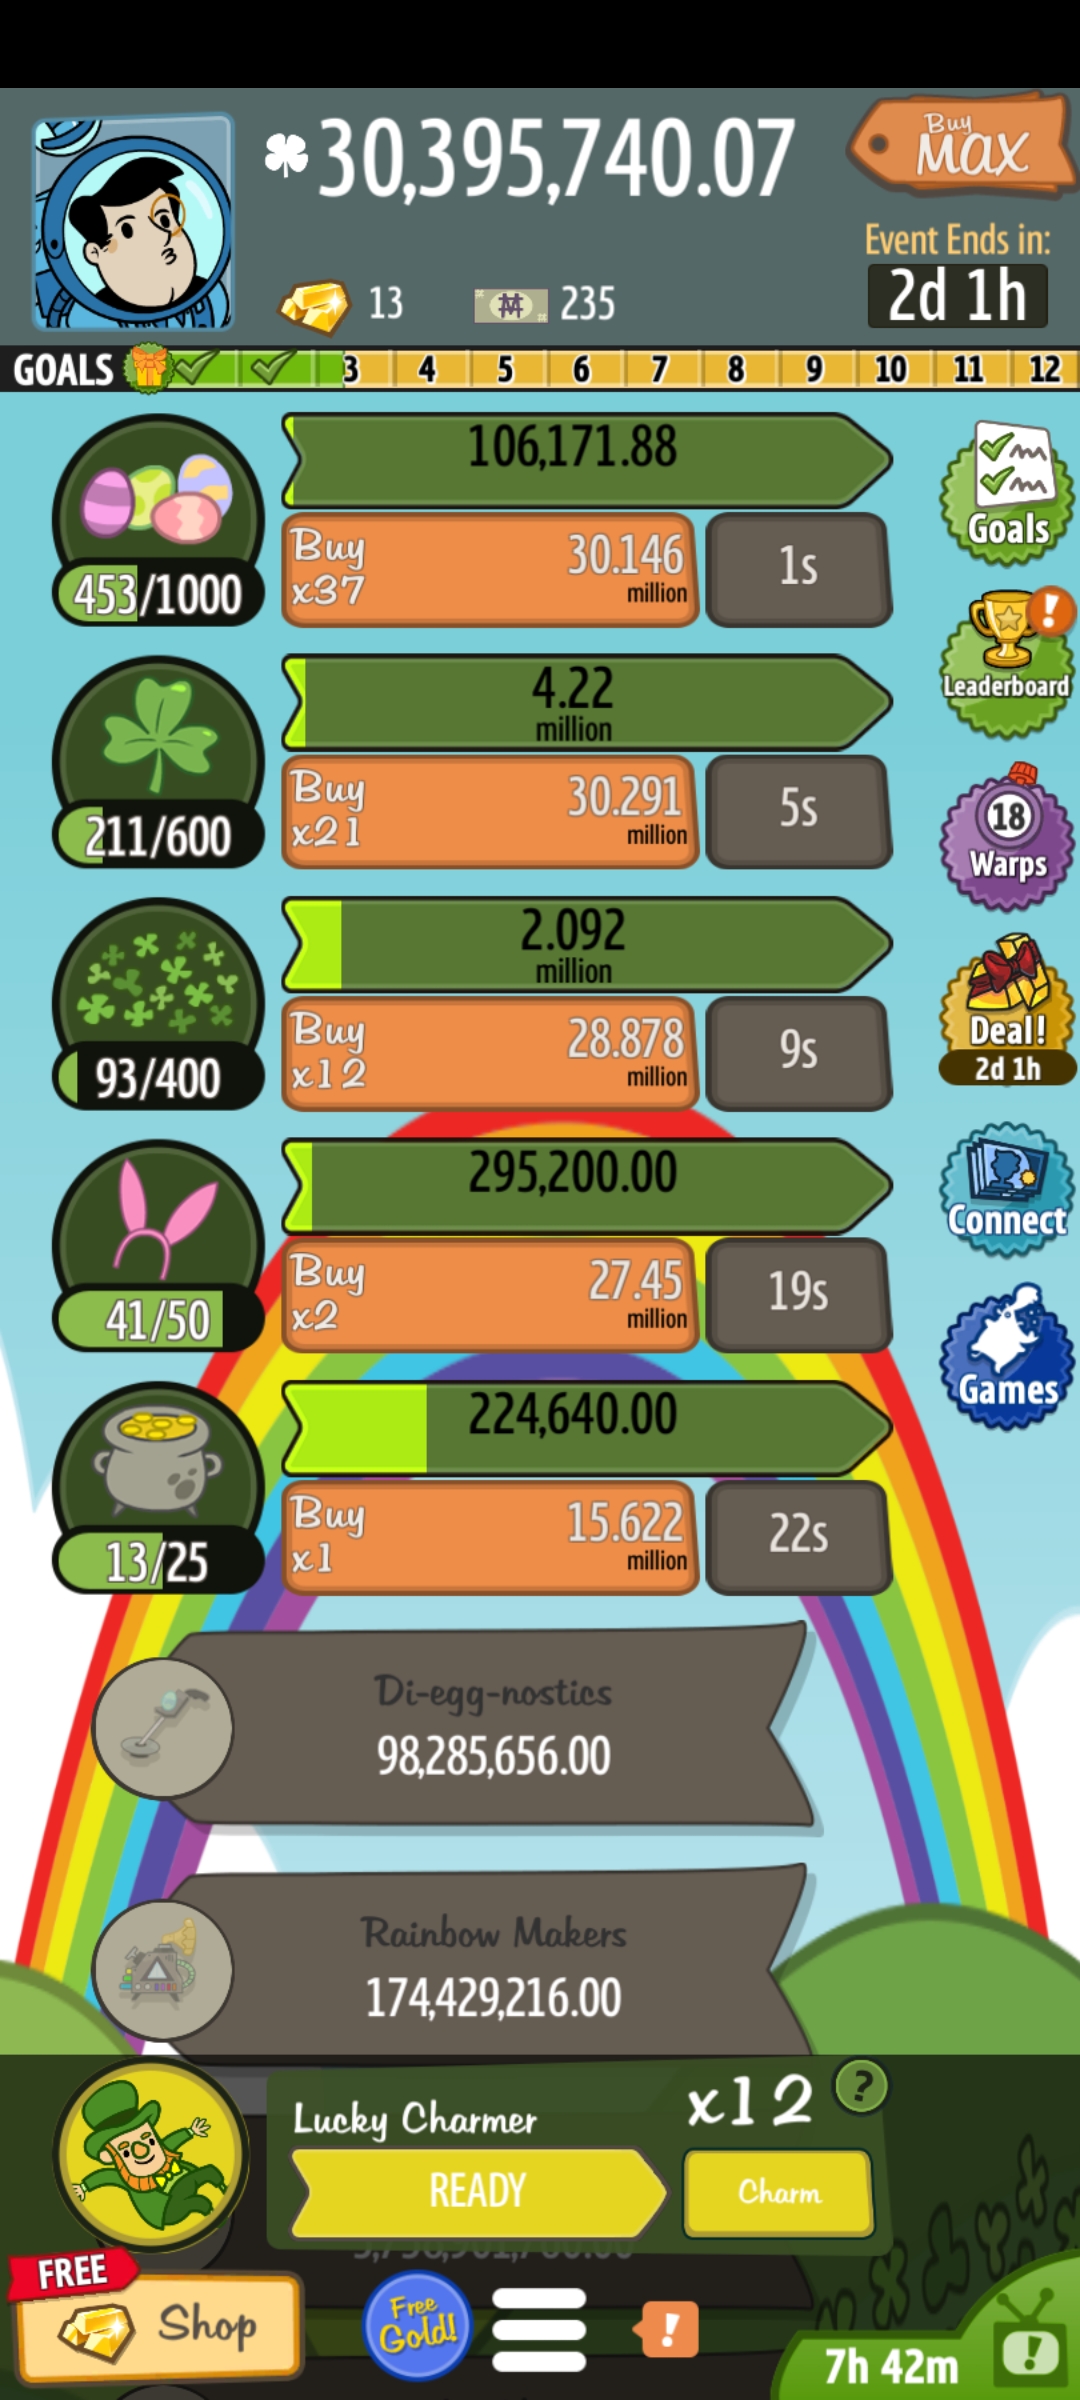 30,395,740.07
Buy
MAX
Event Ends in:
2d 1h
13
235
GOALS
3 4 5 6 7 8 9 10 11 12
106,171.88
Buy
x37
30.146
million
1s
453/1000
Goals
4.22
million
Buy
x21
30.291
million
5s
211/600
Leaderboard
18
Warps
2.092
million
Buy
x12
28.878
million
9s
93/400
Deal!
2d 1h
295,200.00
Buy
x2
27.45
million
19s
41/50
Connect
224,640.00
Buy
x1
15.622
million
22s
13/25
Games
Di-egg-nostics
98,285,656.00
Rainbow Makers
174,429,216.00
Lucky Charmer
x12
?
READY
Charm
FREE
Shop
Free
Gold!
!
7h 42m
!